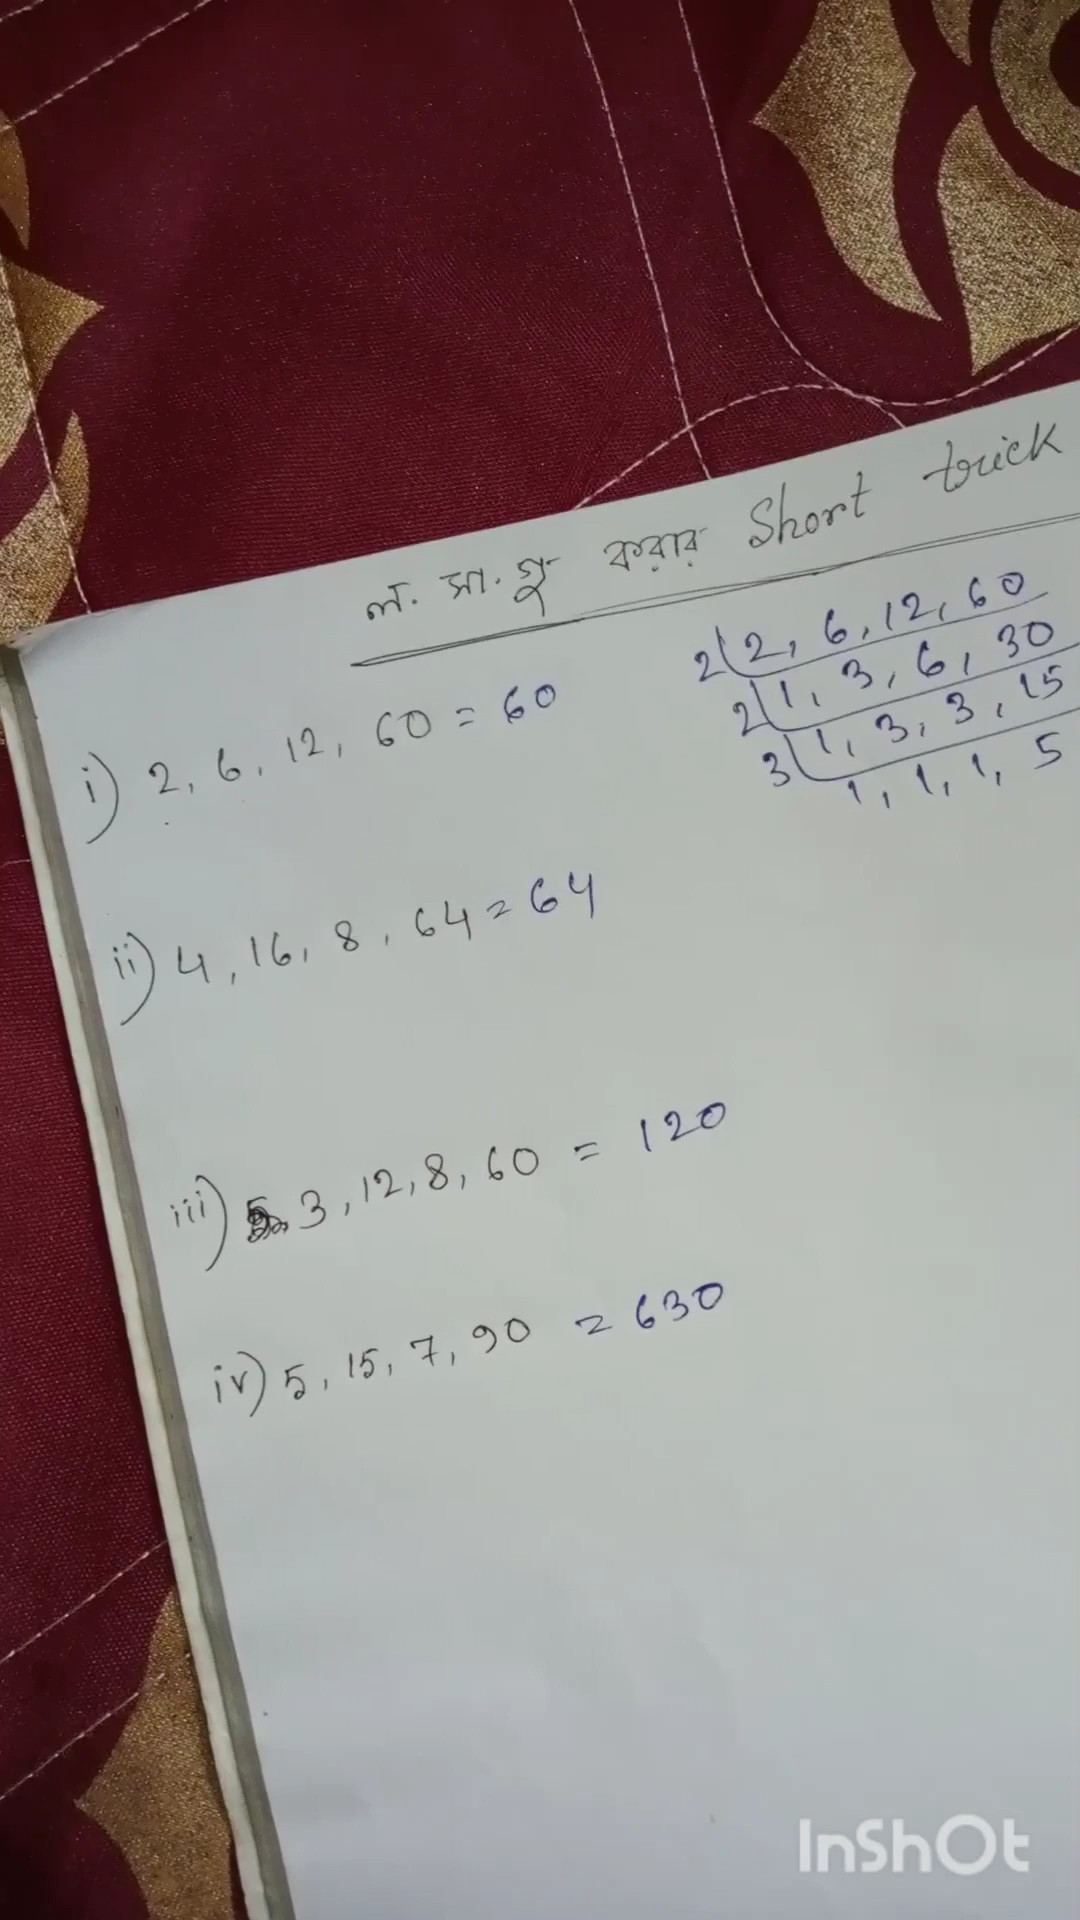 ল. সা. গু করার Short trick
i) 2, 6, 12, 60 = 60
2 2, 6, 12, 60
2 1, 3, 6, 30
3 1, 3, 3, 15
1, 1, 1, 5
ii) 4, 16, 8, 64 = 64
iii) 3, 12, 8, 60 = 120
iv) 5, 15, 7, 90 = 630
InShOt